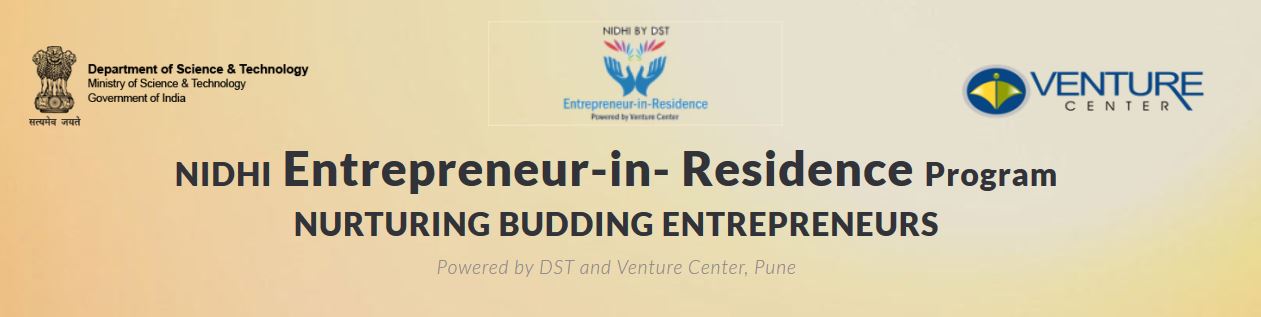 Department of Science & Technology
Ministry of Science & Technology
Government of India
सत्यमेव जयते
NIDHI BY DST
Entrepreneur-in-Residence
Powered by Venture Center
VENTURE
CENTER
NIDHI Entrepreneur-in- Residence Program
NURTURING BUDDING ENTREPRENEURS
Powered by DST and Venture Center, Pune